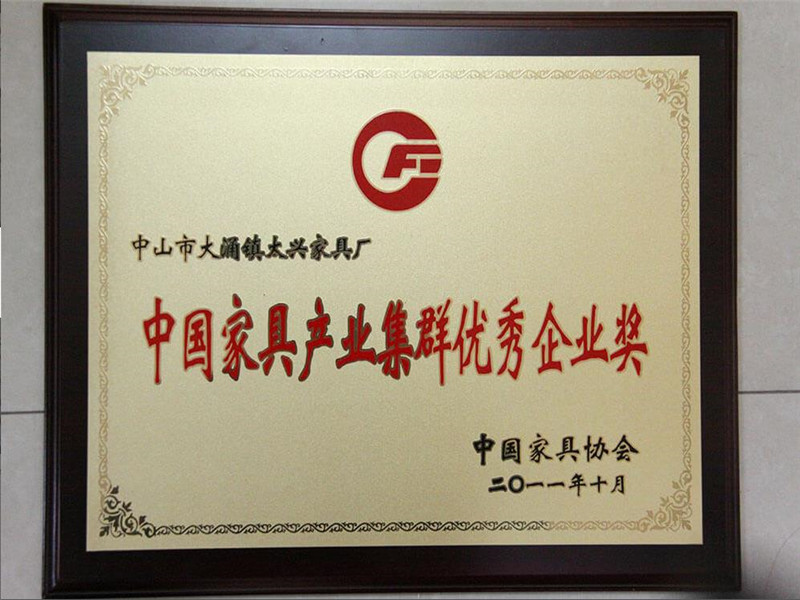 中山市大涌镇太兴家具厂
中国家具产业集群优秀企业奖
中国家具协会
二〇一一年十月